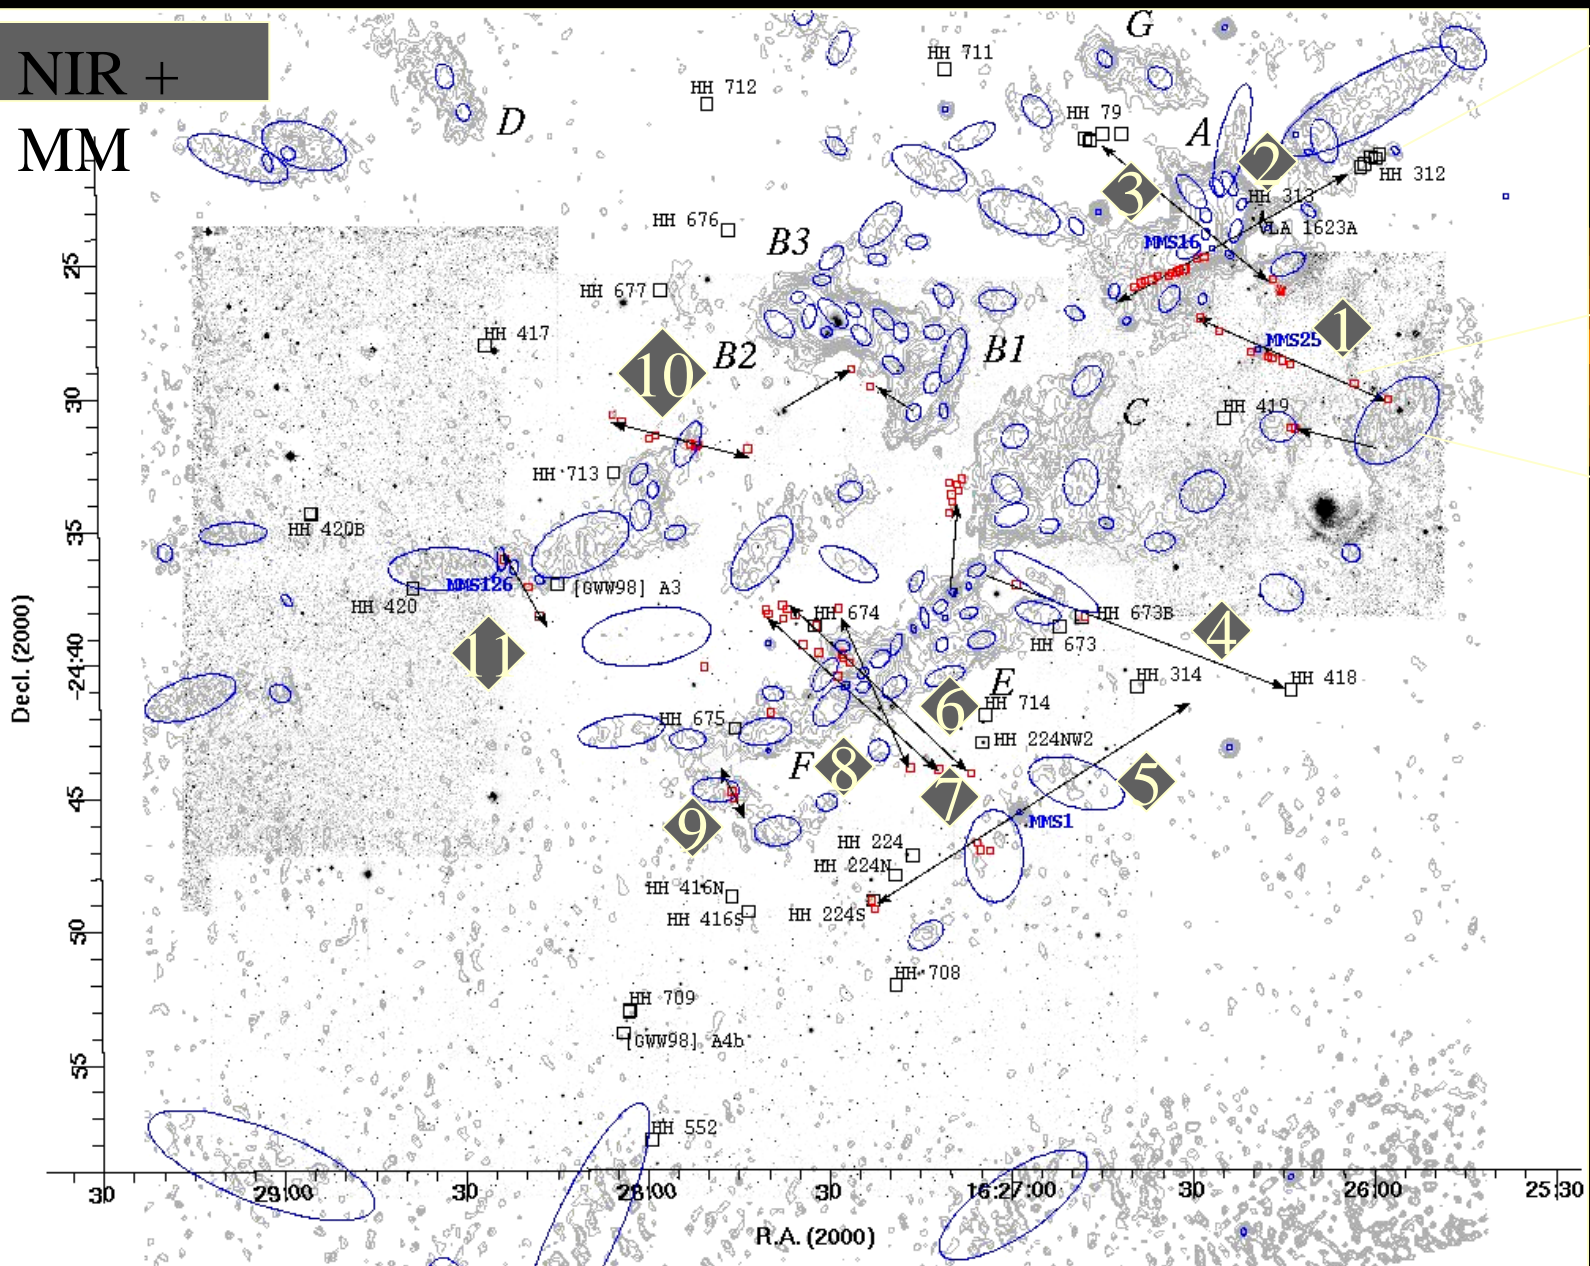 NIR +
MM
G
HH 711
HH 712
HH 79
D
A
2
HH 312
3
HH 313
VLA 1623A
HH 676
B3
MMS16
25
HH 677
1
HH 417
MMS25
B2
B1
10
30
C
HH 419
HH 713
HH 420B
35
MMS126
[GWW98] A3
HH 420
HH 674
HH 673B
4
HH 673
11
Decl. (2000)
-24:40
E
HH 314
HH 418
6
HH 714
HH 675
HH 224NW2
F
8
5
7
45
9
MMS1
HH 224
HH 224N
HH 416N
HH 416S
HH 224S
50
HH 708
HH 709
[GWW98] A4b
55
HH 552
30
29:00
30
28:00
30
16:27:00
30
26:00
25:30
R.A. (2000)